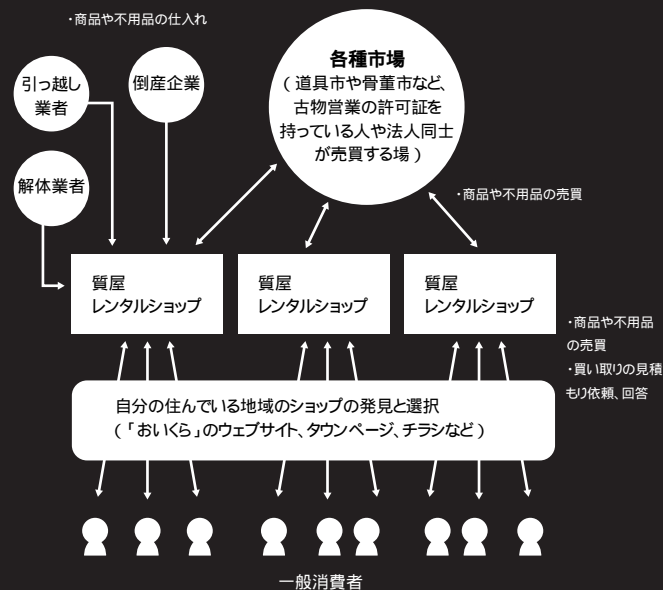 ・商品や不用品の仕入れ
引っ越し
業者
倒産企業
解体業者
各種市場
(道具市や骨董市など、
古物営業の許可証を
持っている人や法人同士
が売買する場)
・商品や不用品の売買
質屋
レンタルショップ
質屋
レンタルショップ
質屋
レンタルショップ
・商品や不用品
の売買
・買い取りの見積
もり依頼、回答
自分の住んでいる地域のショップの発見と選択
(「おいくら」のウェブサイト、タウンページ、チラシなど)
一般消費者